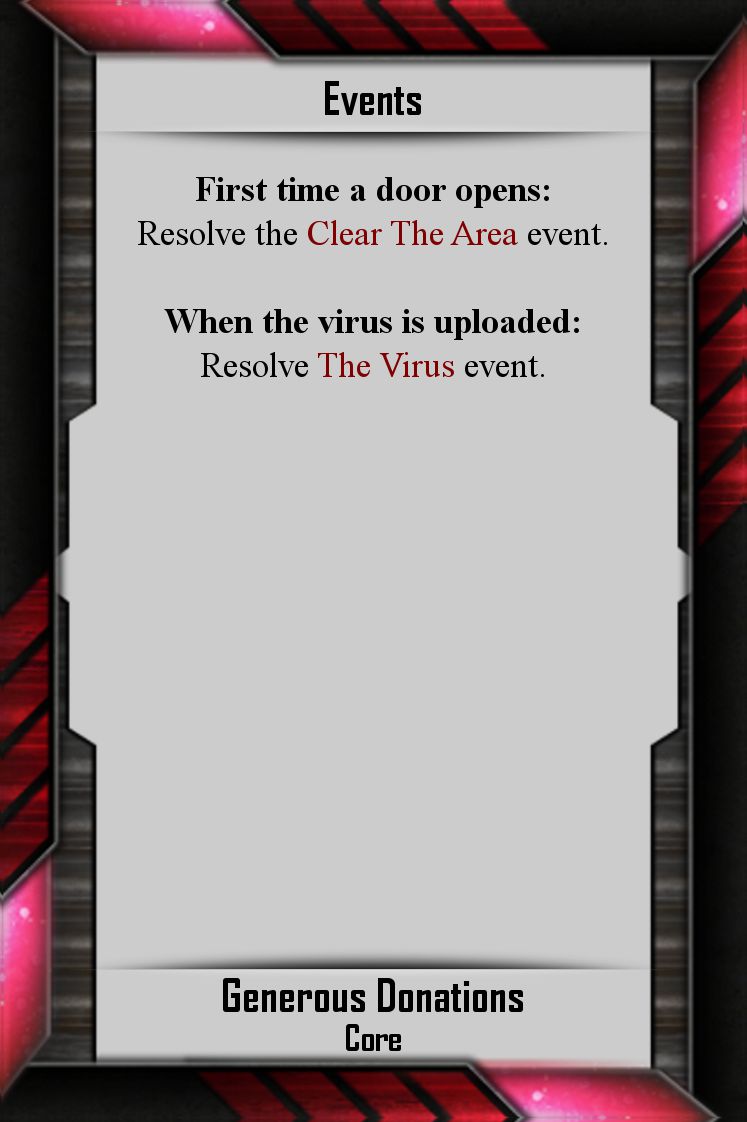 Events
First time a door opens:
Resolve the Clear The Area event.
When the virus is uploaded:
Resolve The Virus event.
Generous Donations
Core